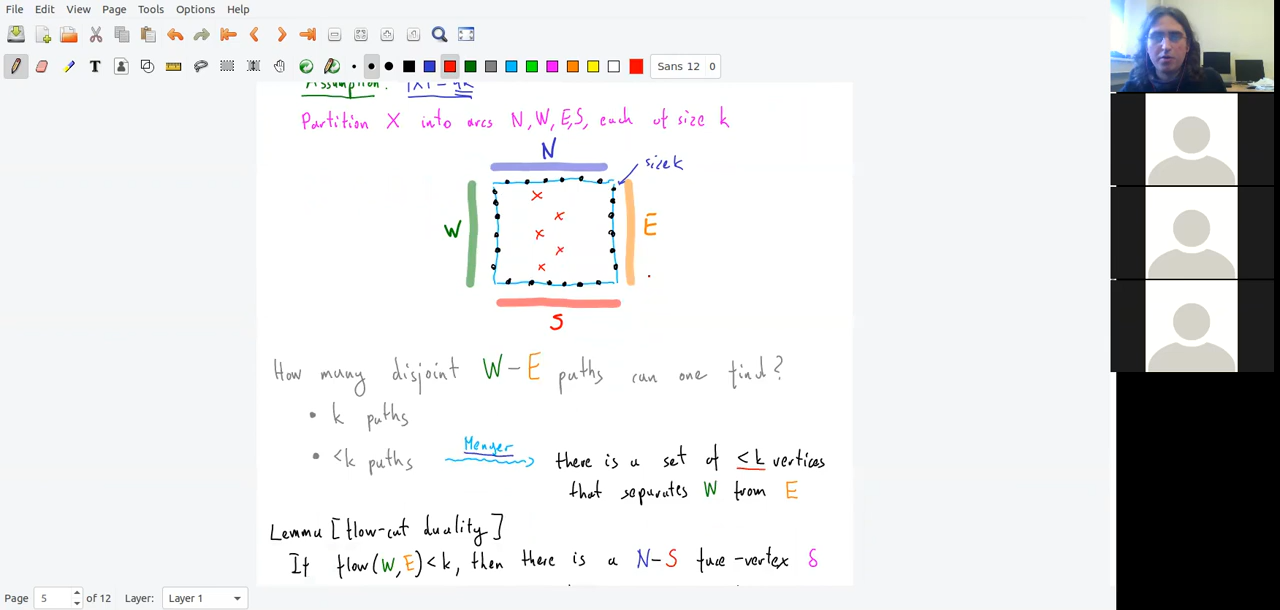 File Edit View Page Tools Options Help
Sans 12 0
Assumption: |X| = 4k
Partition X into arcs N, W, E, S, each of size k
N
size k
W
E
S
How many disjoint W-E paths can one find?
• k paths
• <k paths
Menger
there is a set of <k vertices
that separates W from E
Lemma [flow-cut duality]
If flow(W,E) < k, then there is a N-S face-vertex δ
Page 5 of 12 Layer: Layer 1